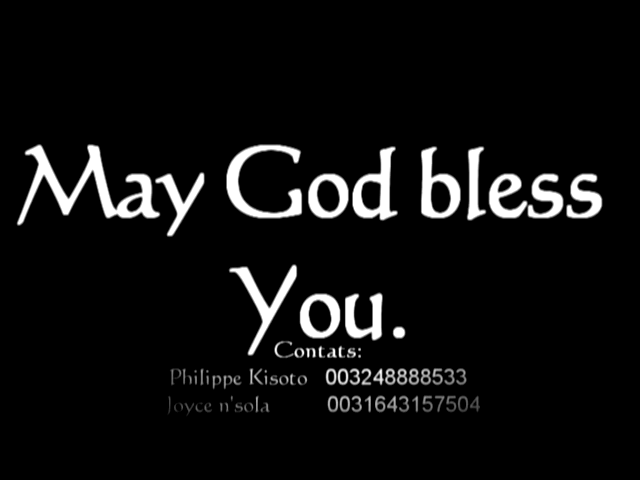 May God bless
You.
Contats:
Philippe Kisoto 003248888533
Joyce n'sola 0031643157504